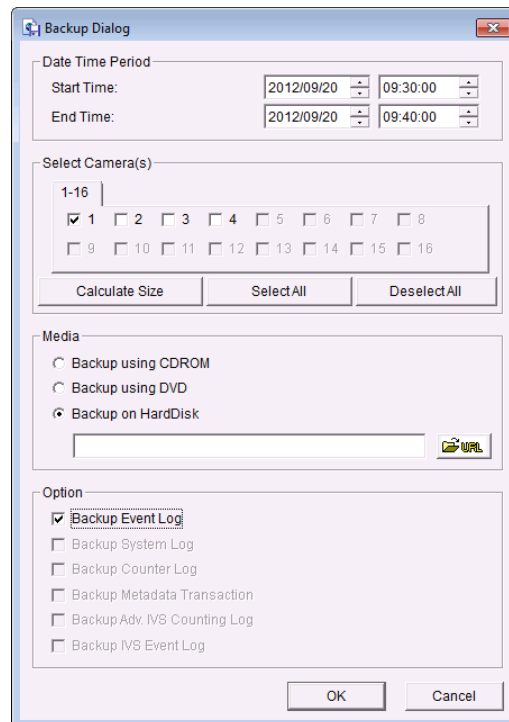 Backup Dialog
Date Time Period
Start Time: 2012/09/20 09:30:00
End Time: 2012/09/20 09:40:00
Select Camera(s)
1-16
1 2 3 4 5 6 7 8
9 10 11 12 13 14 15 16
Calculate Size Select All Deselect All
Media
Backup using CDROM
Backup using DVD
Backup on HardDisk
URL
Option
Backup Event Log
Backup System Log
Backup Counter Log
Backup Metadata Transaction
Backup Adv. IVS Counting Log
Backup IVS Event Log
OK Cancel